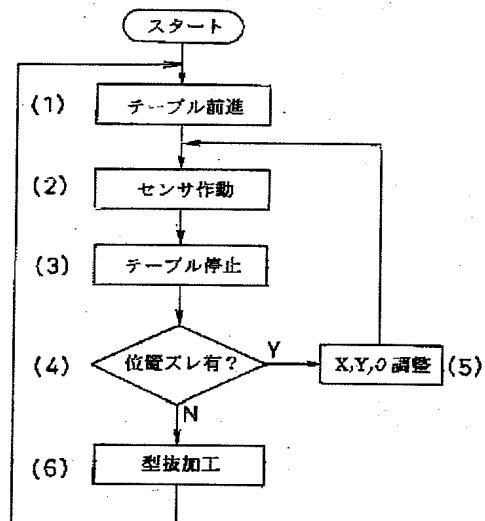 スタート
(1) テーブル前進
(2) センサ作動
(3) テーブル停止
(4) 位置ズレ有? Y X,Y,θ 調整 (5)
N
(6) 型抜加工